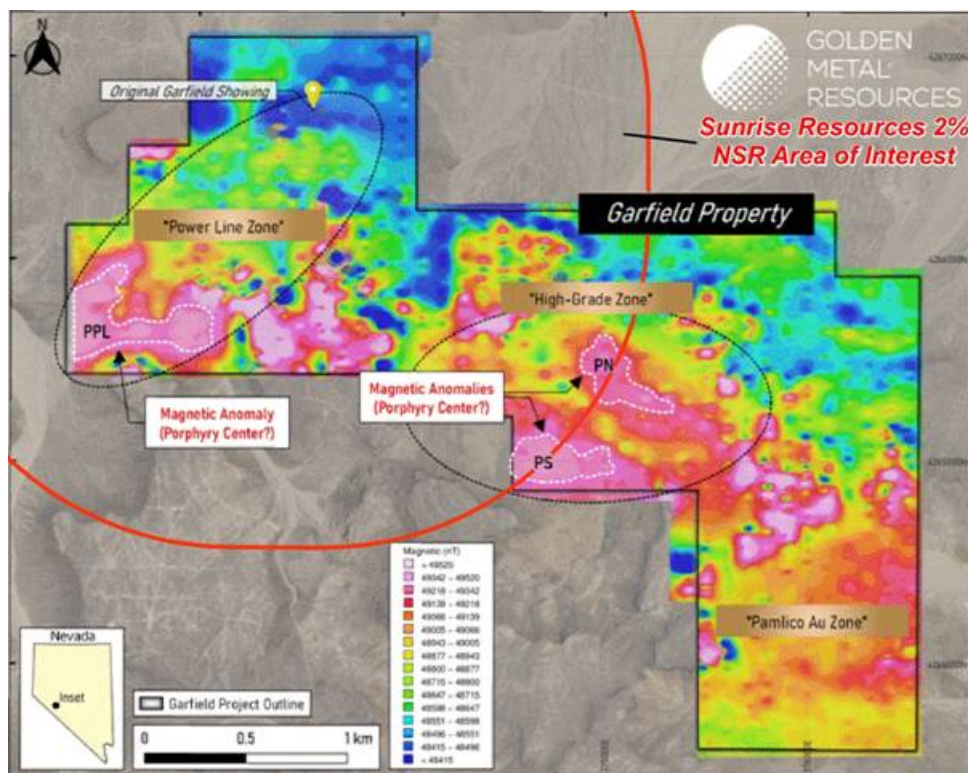 N
GOLDEN
METAL
RESOURCES
Sunrise Resources 2%
NSR Area of Interest
4267000N
Original Garfield Showing
Garfield Property
"Power Line Zone"
4266000N
"High-Grade Zone"
PPL
PN
Magnetic Anomalies
(Porphyry Center?)
Magnetic Anomaly
(Porphyry Center?)
PS
4265000N
Magnetic (nT)
49342 - 49520
49218 - 49342
49139 - 49218
49066 - 49139
49005 - 49066
48943 - 49005
48877 - 48943
48800 - 48877
48715 - 48800
48647 - 48715
48598 - 48647
48551 - 48598
48496 - 48551
48415 - 48496
< 48415
"Pamlico Au Zone"
Nevada
Inset
Garfield Project Outline
0 0.5 1 km